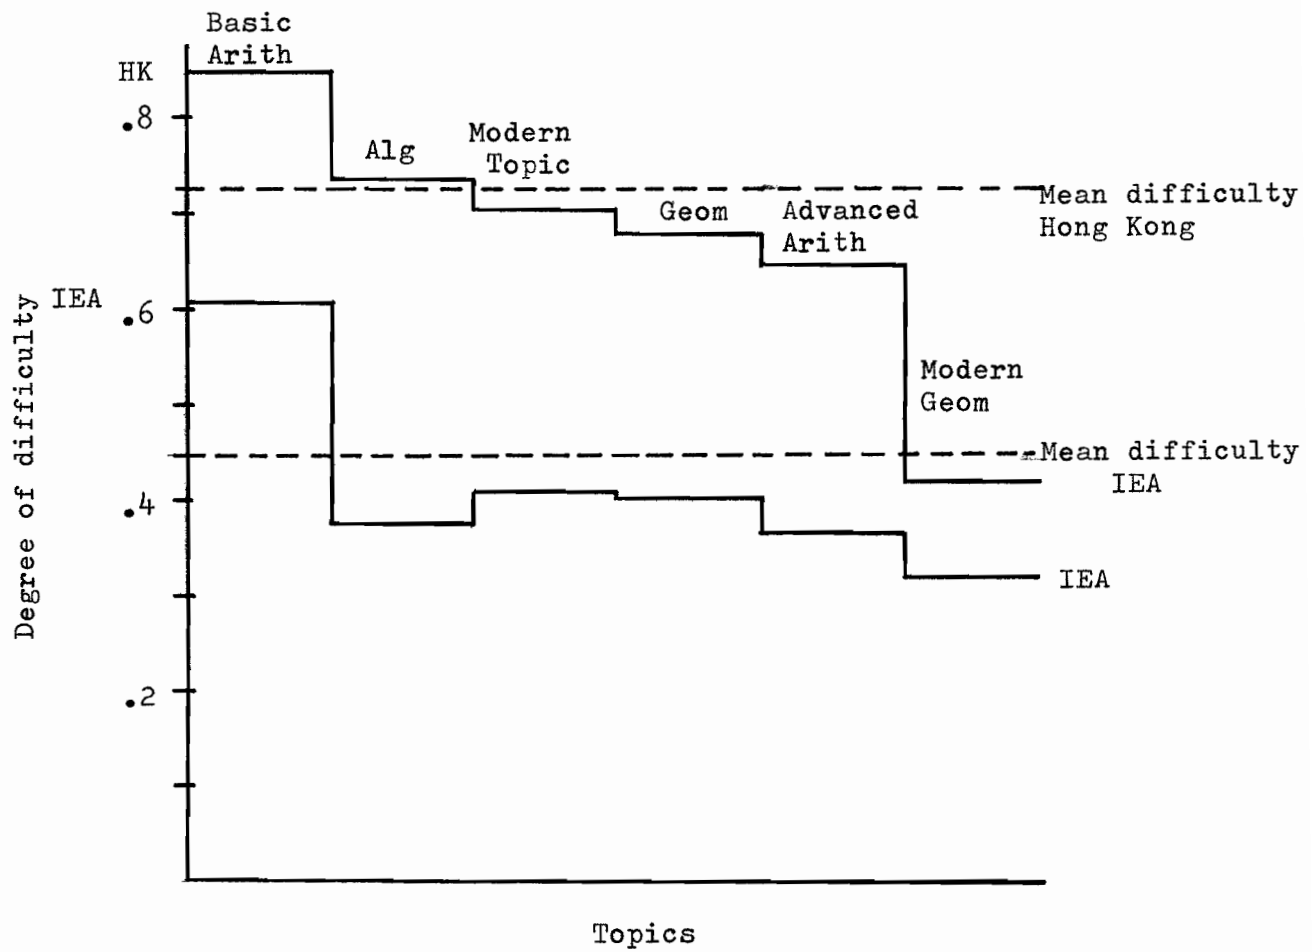 Basic
Arith
HK
.8
Alg
Modern
Topic
Mean difficulty
Hong Kong
Geom
Advanced
Arith
IEA
.6
Modern
Geom
Mean difficulty
IEA
.4
IEA
.2
Degree of difficulty
Topics